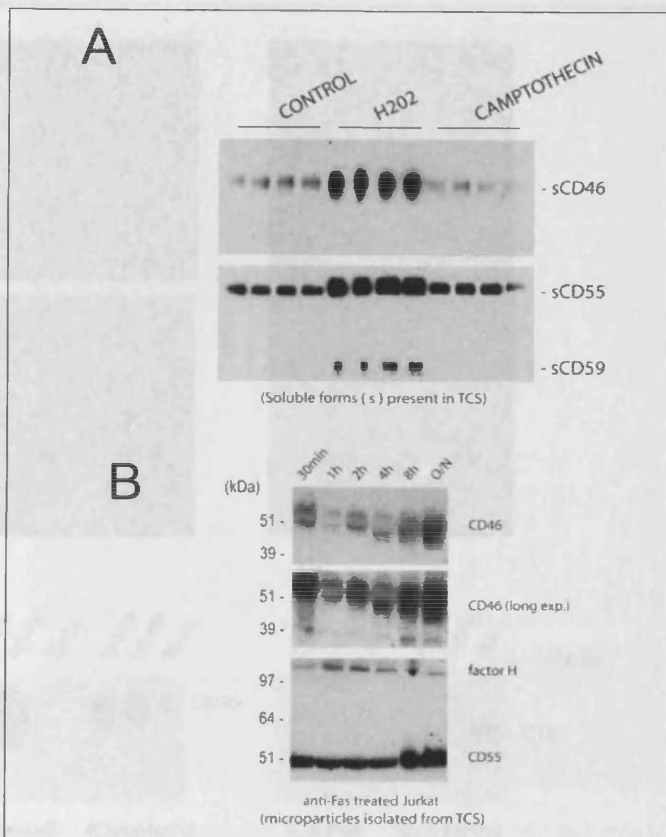 A
CONTROL
H202
CAMPTOTHECIN
- sCD46
- sCD55
- sCD59
(Soluble forms ( s ) present in TCS)
B
(kDa)
30min
1h
2h
4h
8h
O/N
51 -
39 -
CD46
51 -
39 -
CD46 (long exp.)
97 -
64 -
51 -
factor H
CD55
anti-Fas treated Jurkat
(microparticles isolated from TCS)